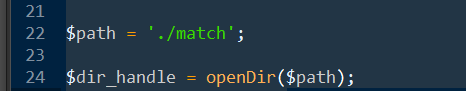 21
22 $path = './match';
23
24 $dir_handle = openDir($path);